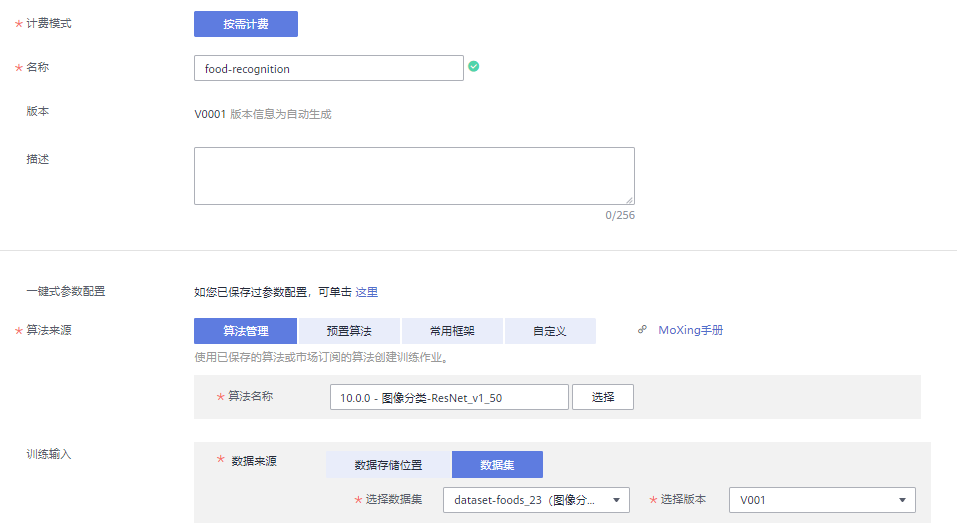 * 计费模式 按需计费
* 名称 food-recognition
版本 V0001 版本信息为自动生成
描述
0/256
一键式参数配置 如您已保存过参数配置，可单击 这里
* 算法来源 算法管理 预置算法 常用框架 自定义 MoXing手册
使用已保存的算法或市场订阅的算法创建训练作业。
* 算法名称 10.0.0 - 图像分类-ResNet_v1_50 选择
训练输入 * 数据来源 数据存储位置 数据集
* 选择数据集 dataset-foods_23（图像分... * 选择版本 V001